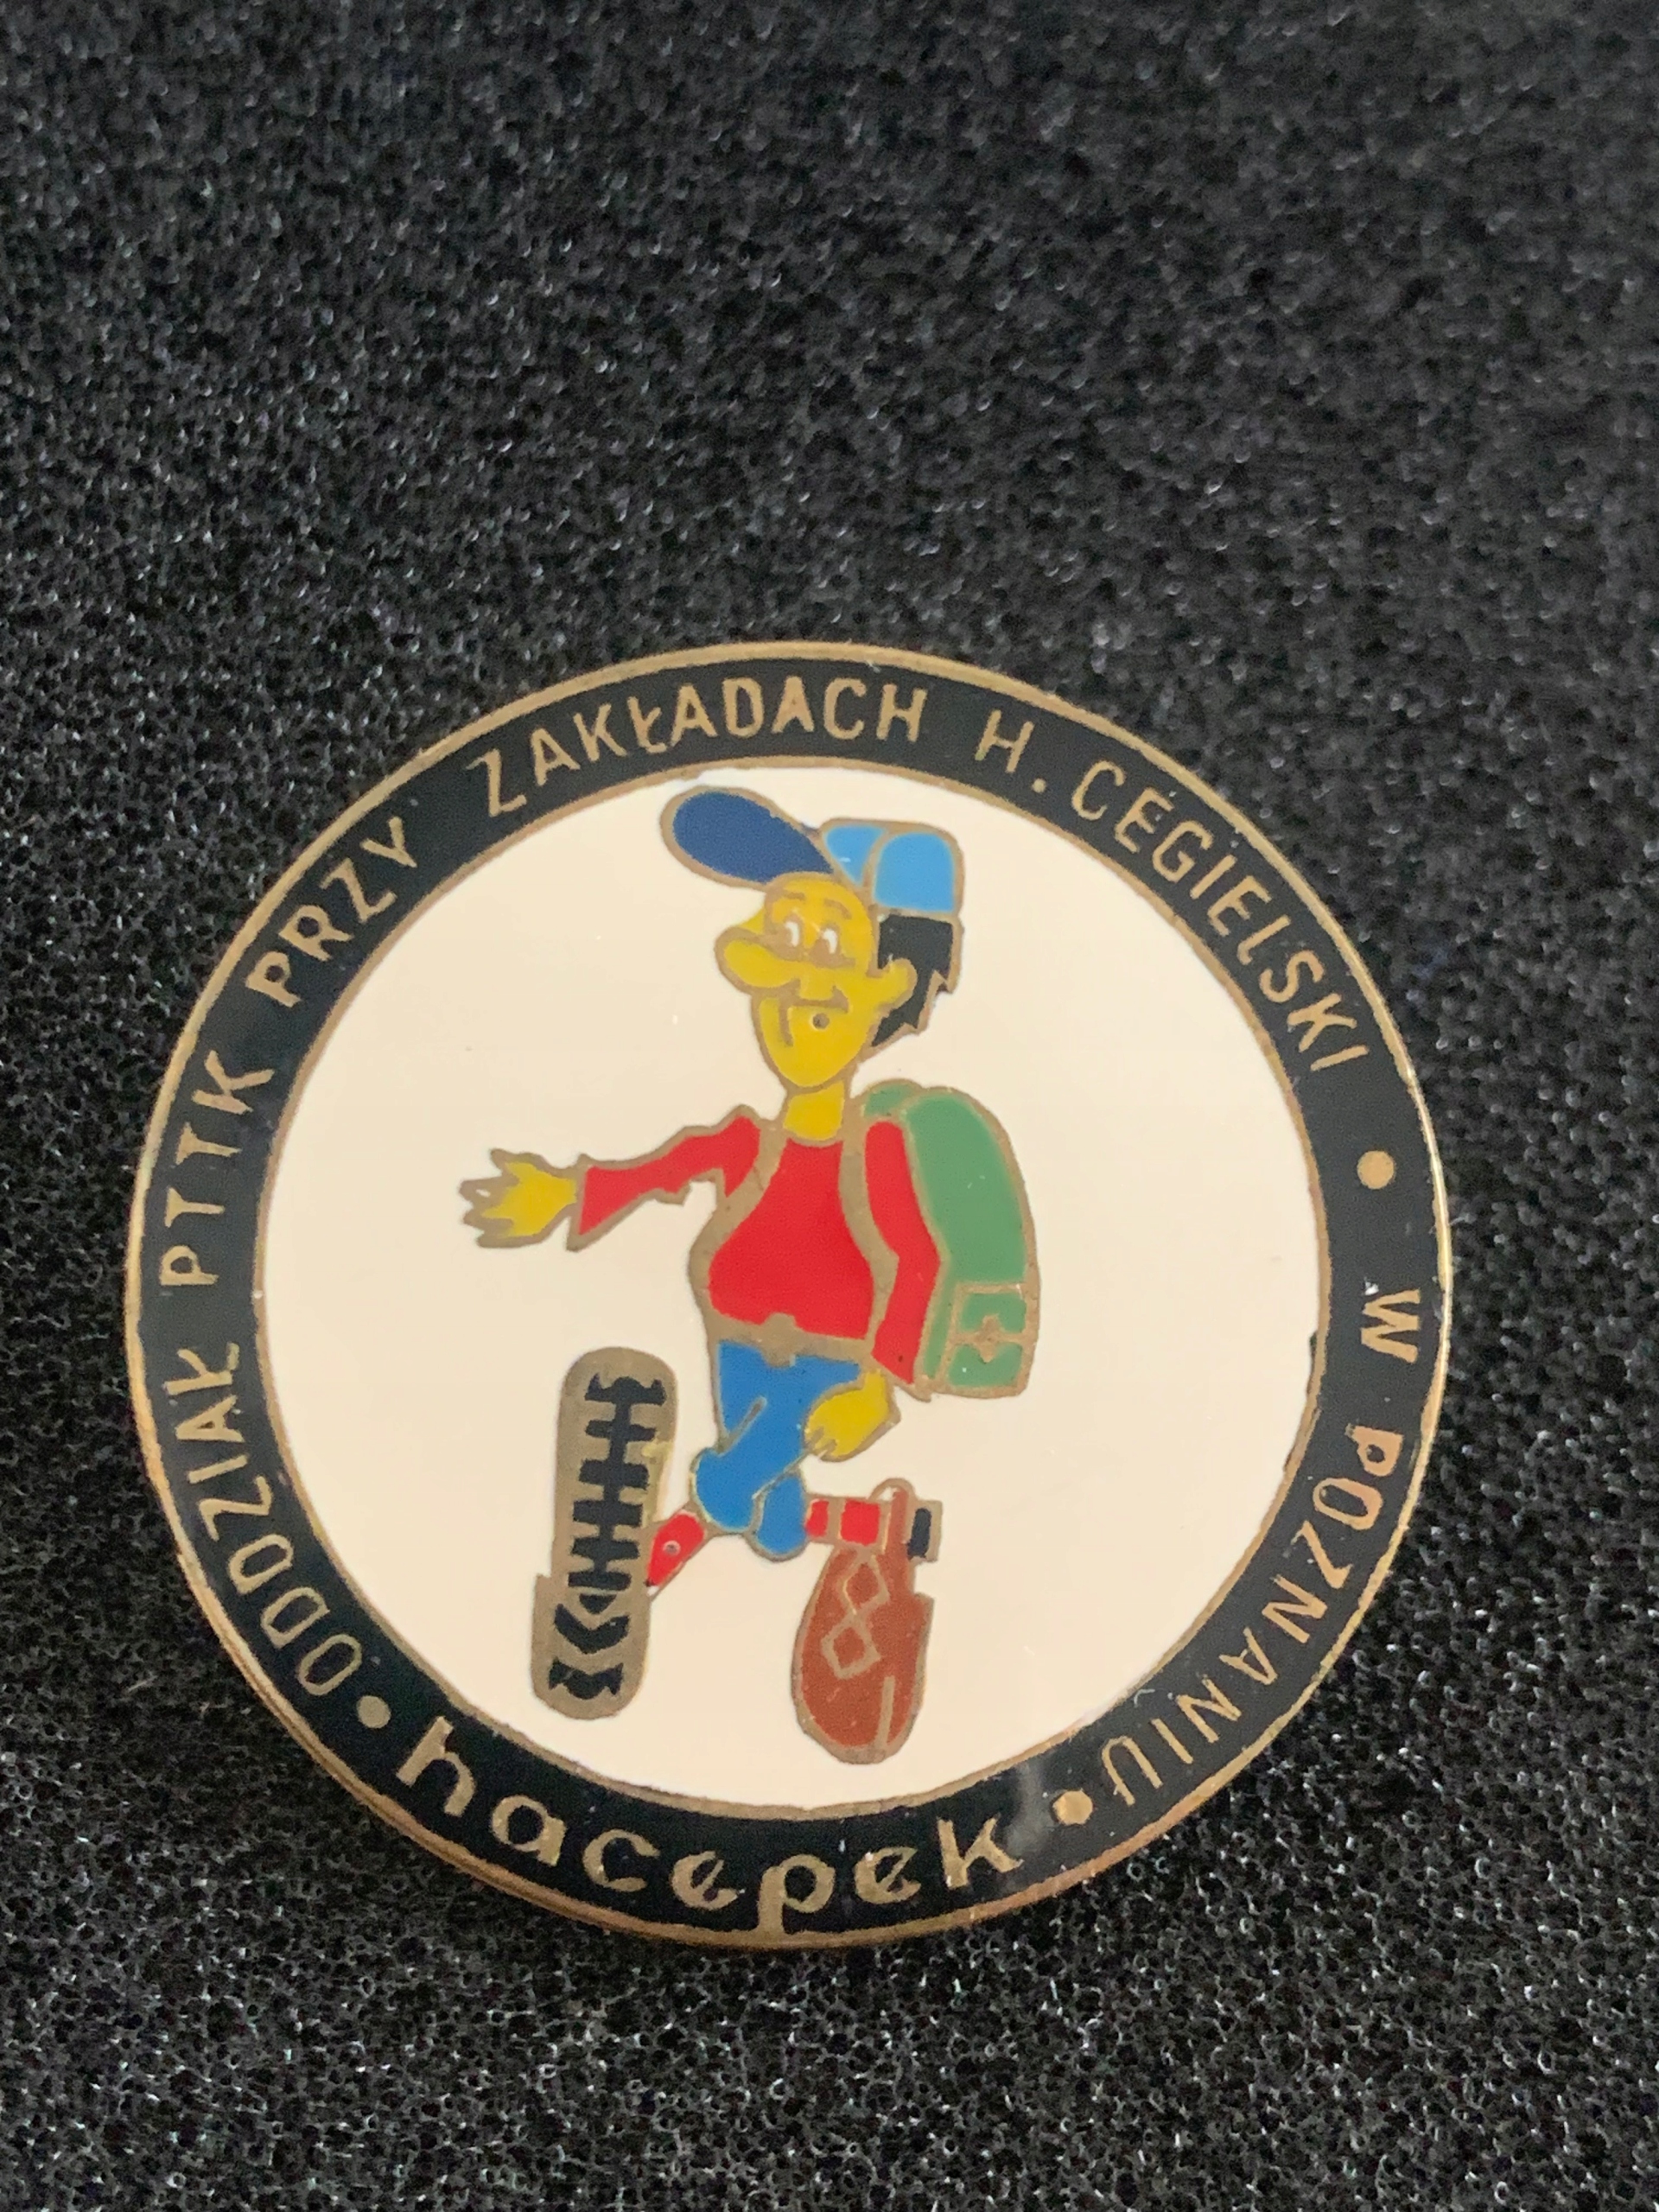 ODDZIAŁ PTTK PRZY ZAKŁADACH H. CEGIELSKI • W POZNANIU •
hacepek •